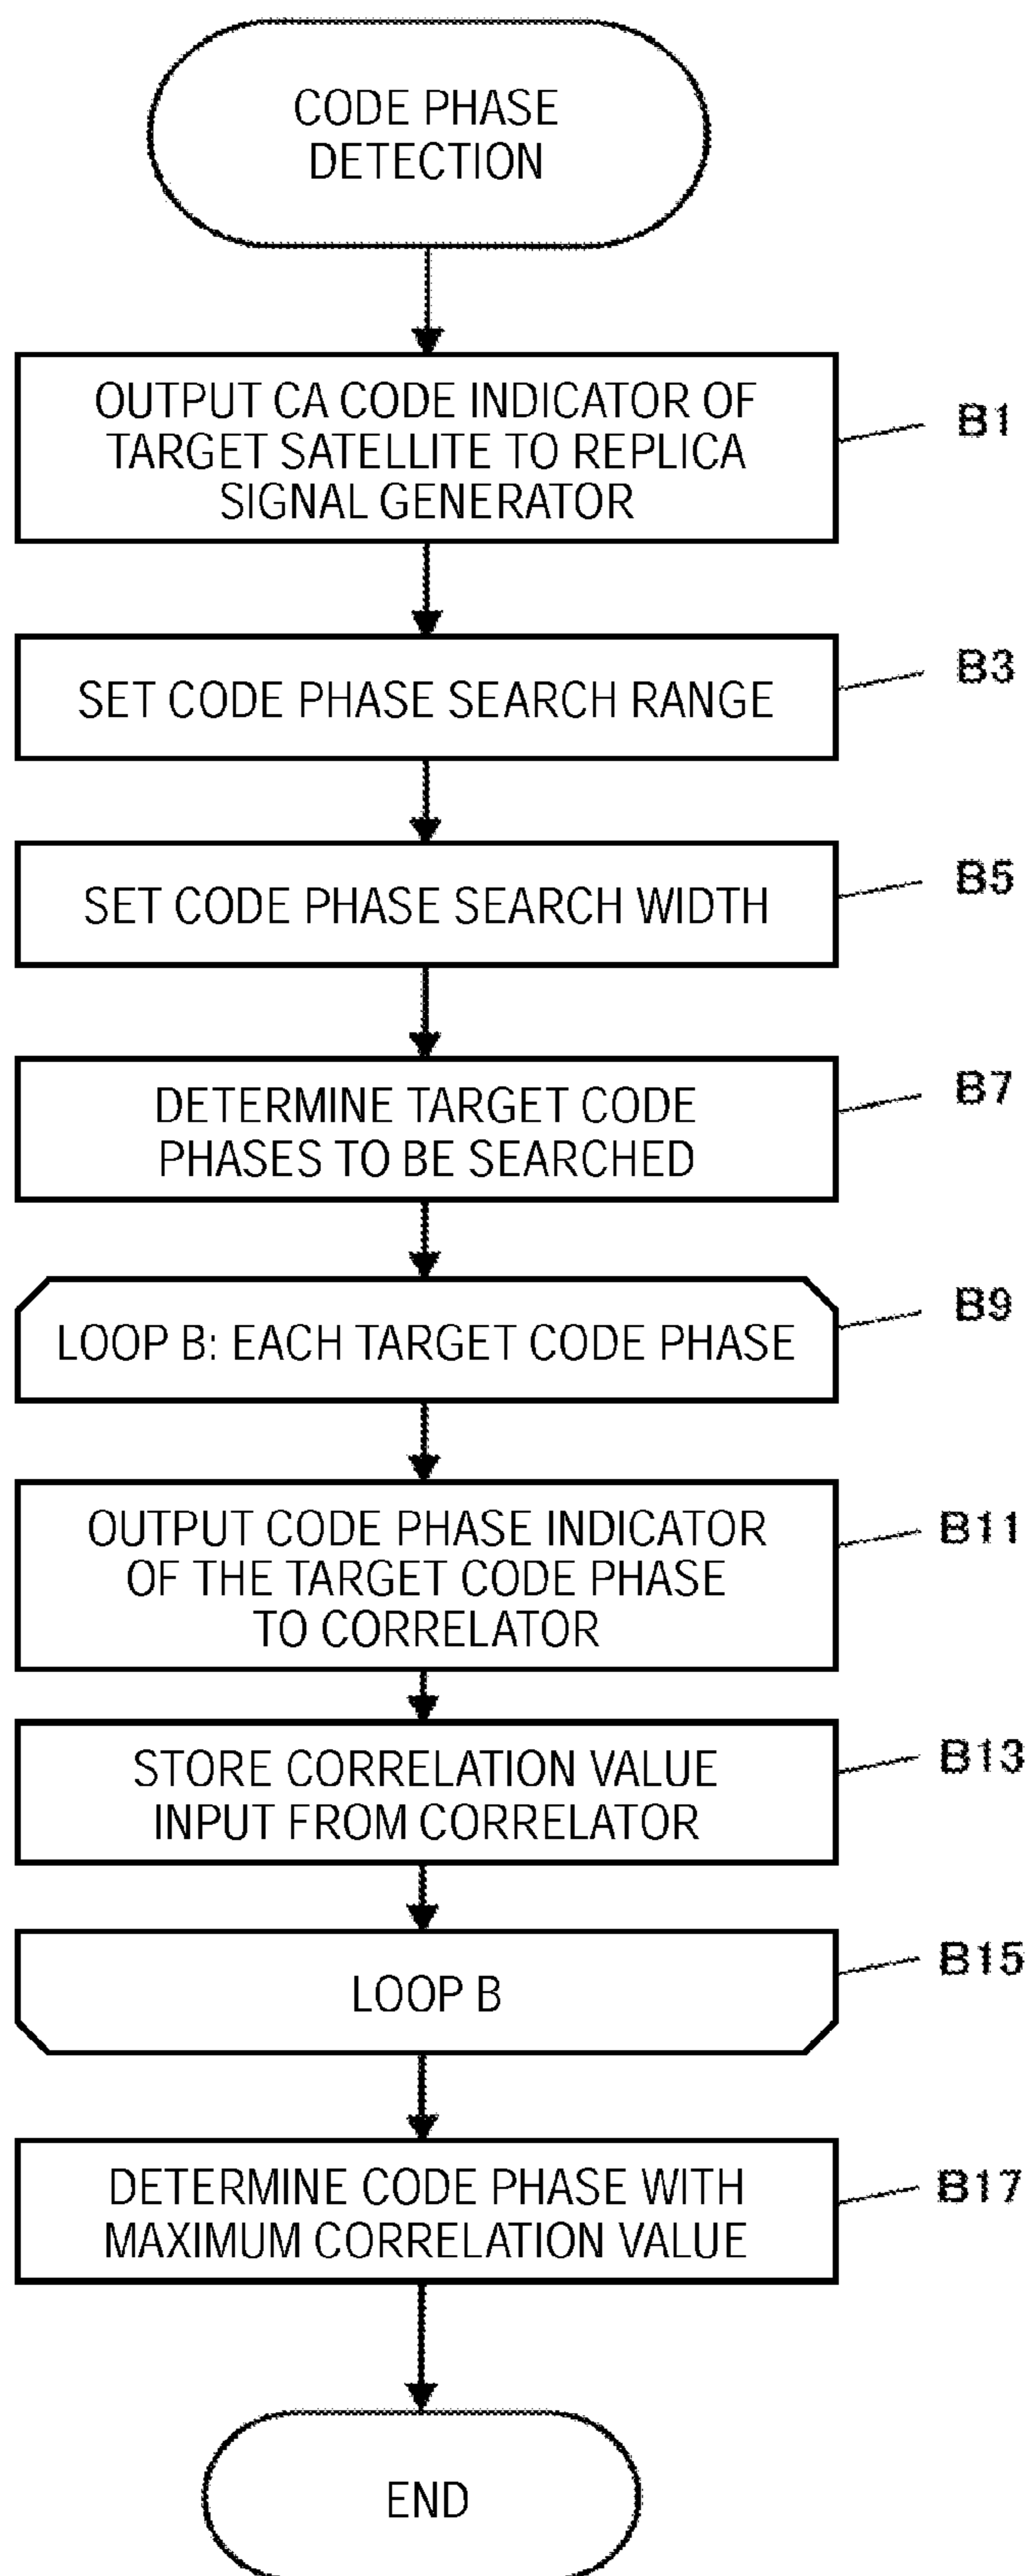 CODE PHASE
DETECTION
OUTPUT CA CODE INDICATOR OF
TARGET SATELLITE TO REPLICA
SIGNAL GENERATOR
B1
SET CODE PHASE SEARCH RANGE
B3
SET CODE PHASE SEARCH WIDTH
B5
DETERMINE TARGET CODE
PHASES TO BE SEARCHED
B7
LOOP B: EACH TARGET CODE PHASE
B9
OUTPUT CODE PHASE INDICATOR
OF THE TARGET CODE PHASE
TO CORRELATOR
B11
STORE CORRELATION VALUE
INPUT FROM CORRELATOR
B13
LOOP B
B15
DETERMINE CODE PHASE WITH
MAXIMUM CORRELATION VALUE
B17
END